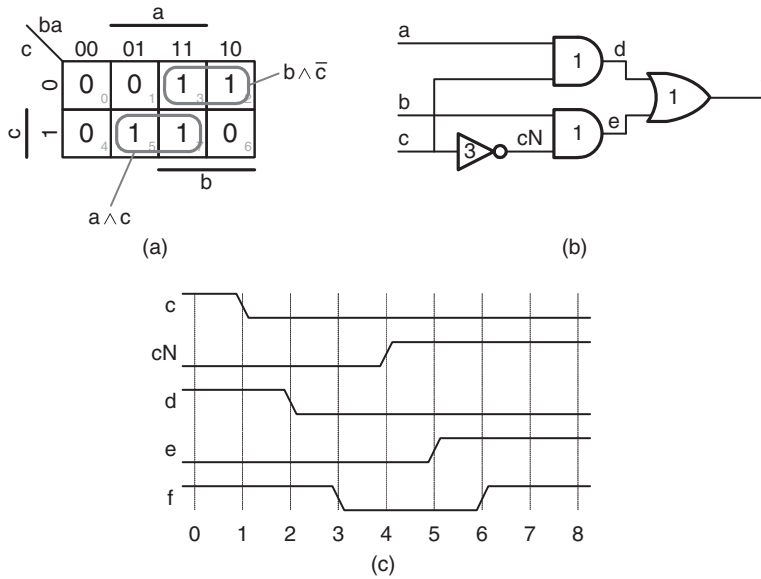 a
ba
c 00 01 11 10
0 0 0 0 1 1 3 1 2
b ∧ c̄
c 1 0 4 1 5 1 7 0 6
b
a ∧ c
(a)
a
1 d
b
1 e
1
c 3 cN
(b)
c
cN
d
e
f
0 1 2 3 4 5 6 7 8
(c)